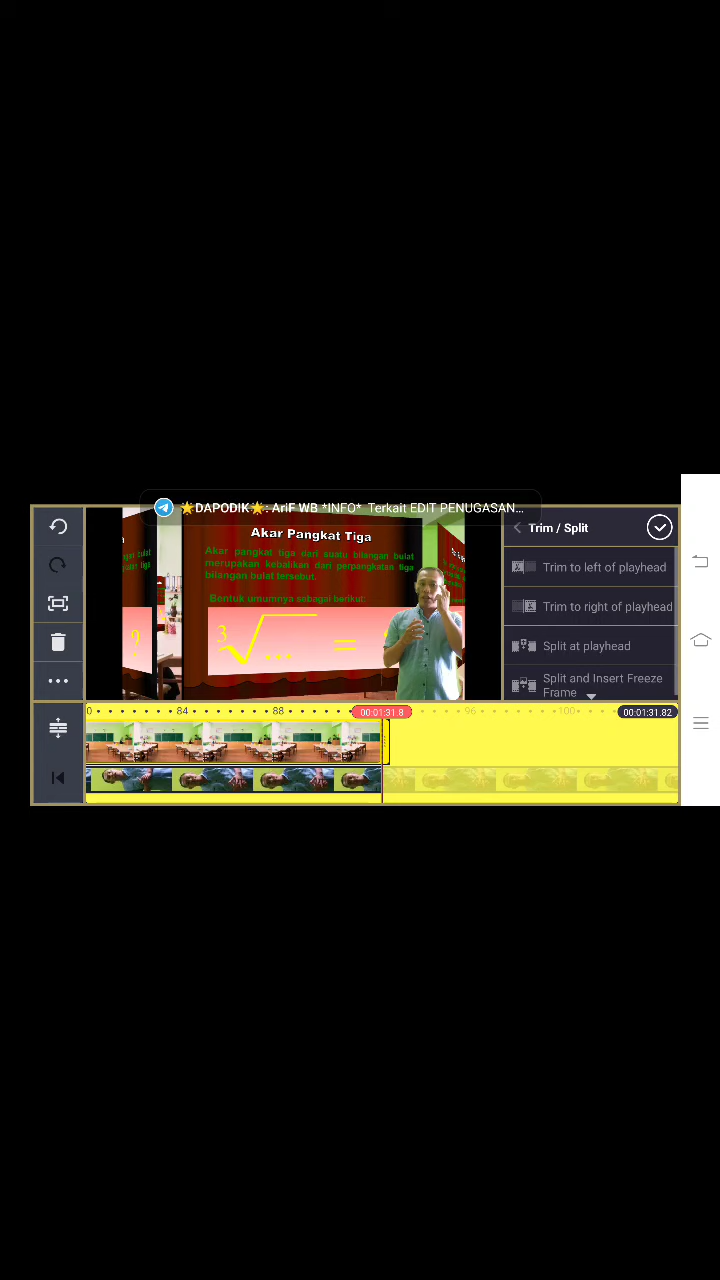 🌟DAPODIK🌟: AriF WB *INFO*  Terkait EDIT PENUGASAN...
Akar Pangkat Tiga
Akar pangkat tiga dari suatu bilangan bulat
merupakan kebalikan dari perpangkatan tiga
bilangan bulat tersebut.
Bentuk umumnya sebagai berikut:
3√... =
?
Trim / Split
Trim to left of playhead
Trim to right of playhead
Split at playhead
Split and Insert Freeze
Frame
84
88
00:01:31.8
96
100
00:01:31.82